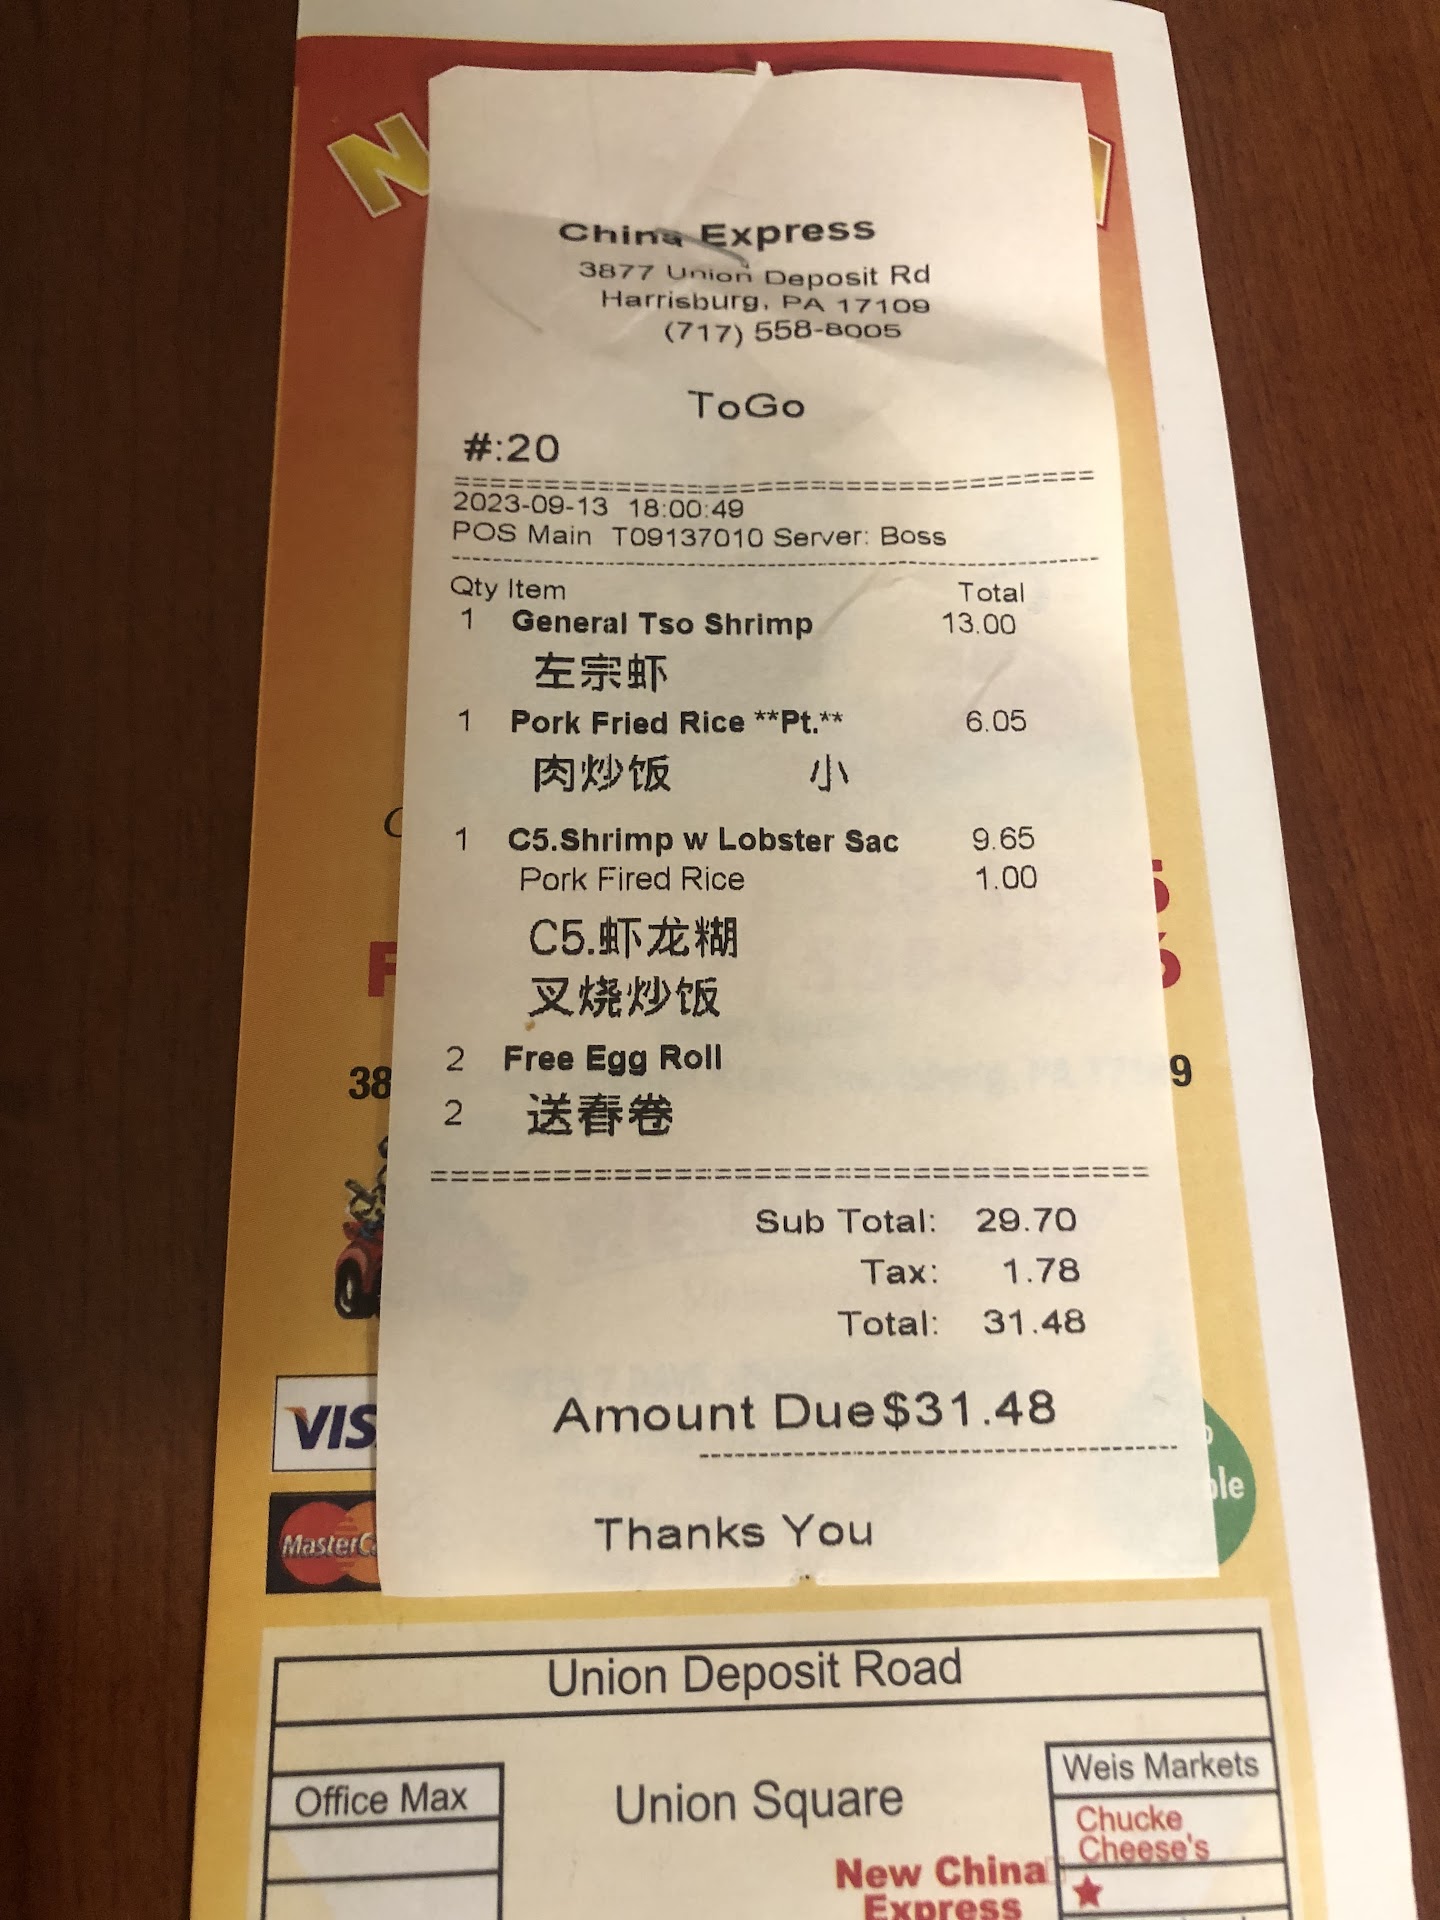 China Express
3877 Union Deposit Rd
Harrisburg, PA 17109
(717) 558-8005
ToGo
#:20
====================================
2023-09-13 18:00:49
POS Main T09137010 Server: Boss
Qty Item Total
1 General Tso Shrimp 13.00
左宗虾
1 Pork Fried Rice **Pt.** 6.05
肉炒饭 小
1 C5.Shrimp w Lobster Sac 9.65
Pork Fired Rice 1.00
C5.虾龙糊
叉烧炒饭
2 Free Egg Roll
2 送春卷
====================================
Sub Total: 29.70
Tax: 1.78
Total: 31.48
Amount Due$31.48
Thanks You
VIS
MasterC
Union Deposit Road
Office Max
Union Square
Weis Markets
Chucke
Cheese's
New China
Express